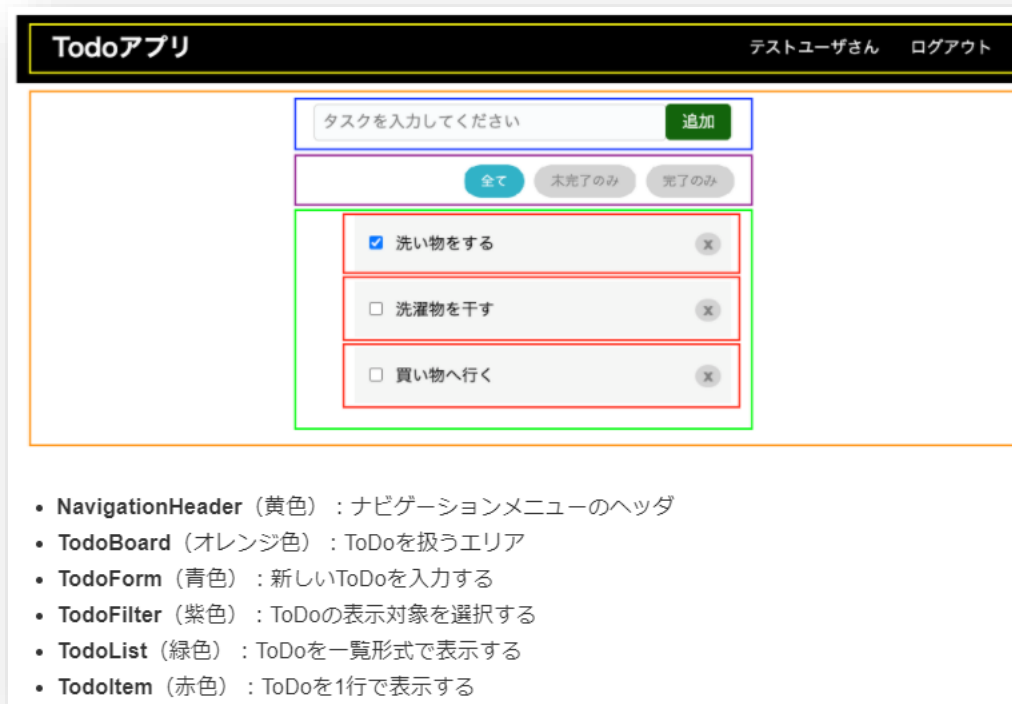 Todoアプリ テストユーザさん ログアウト
タスクを入力してください 追加
全て 未完了のみ 完了のみ
洗い物をする x
洗濯物を干す x
買い物へ行く x
• NavigationHeader（黄色）：ナビゲーションメニューのヘッダ
• TodoBoard（オレンジ色）：ToDoを扱うエリア
• TodoForm（青色）：新しいToDoを入力する
• TodoFilter（紫色）：ToDoの表示対象を選択する
• TodoList（緑色）：ToDoを一覧形式で表示する
• TodoItem（赤色）：ToDoを1行で表示する